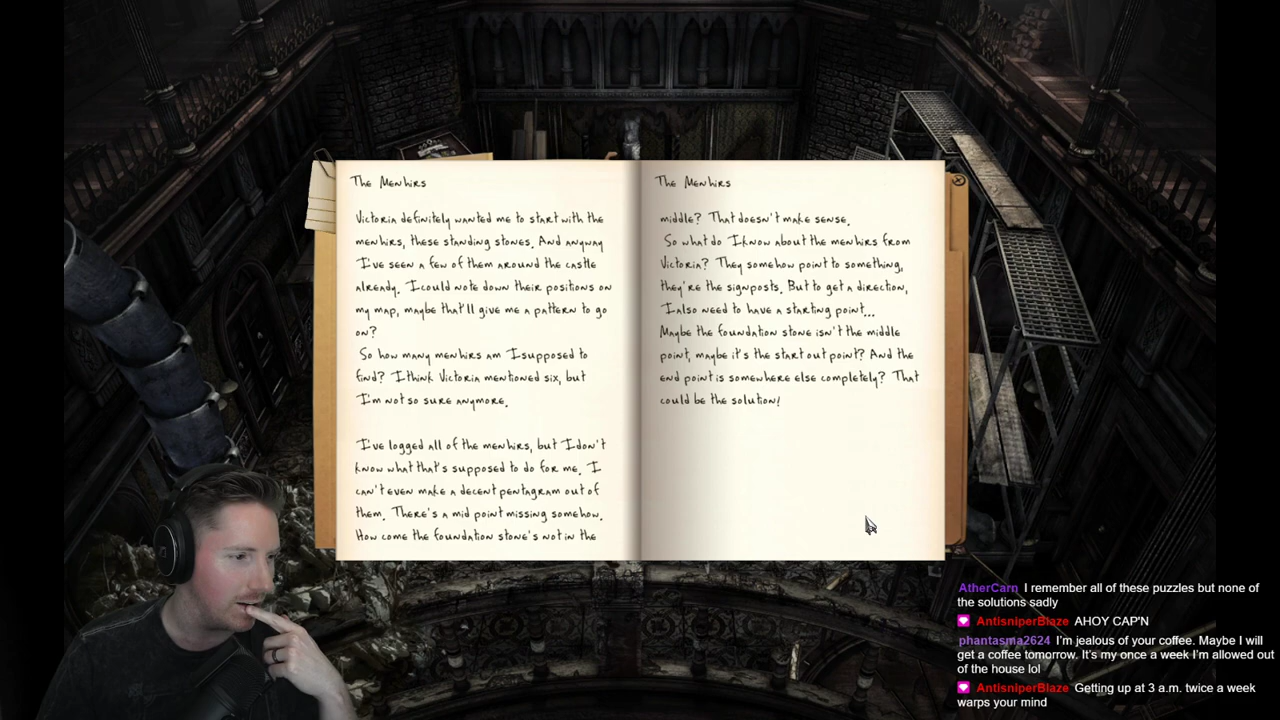 The Menhirs
Victoria definitely wanted me to start with the
menhirs, these standing stones. And anyway
I've seen a few of them around the castle
already. I could note down their positions on
my map, maybe that'll give me a pattern to go
on?
So how many menhirs am I supposed to
find? I think Victoria mentioned six, but
I'm not so sure anymore.
I've logged all of the menhirs, but I don't
know what that's supposed to do for me. I
can't even make a decent pentagram out of
them. There's a mid point missing somehow.
How come the foundation stone's not in the
The Menhirs
middle? That doesn't make sense.
So what do I know about the menhirs from
Victoria? They somehow point to something,
they're the signposts. But to get a direction,
I also need to have a starting point...
Maybe the foundation stone isn't the middle
point, maybe it's the start out point? And the
end point is somewhere else completely? That
could be the solution!
AtherCarn I remember all of these puzzles but none of
the solutions sadly
AntisniperBlaze AHOY CAP'N
phantasma2624 I'm jealous of your coffee. Maybe I will
get a coffee tomorrow. It's my once a week I'm allowed out
of the house lol
AntisniperBlaze Getting up at 3 a.m. twice a week
warps your mind